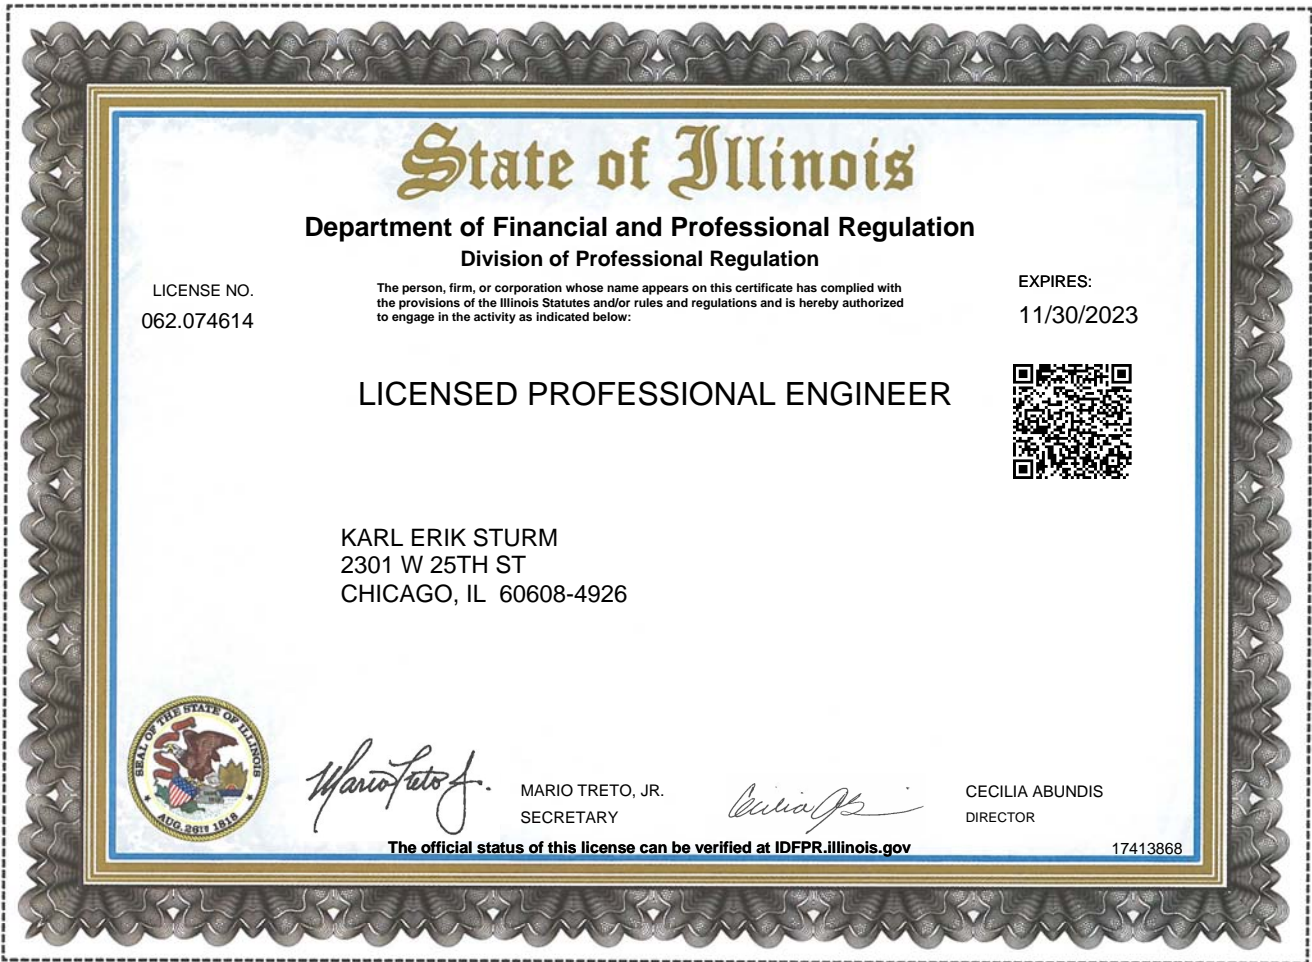 State of Illinois
Department of Financial and Professional Regulation
Division of Professional Regulation
LICENSE NO.
062.074614
The person, firm, or corporation whose name appears on this certificate has complied with
the provisions of the Illinois Statutes and/or rules and regulations and is hereby authorized
to engage in the activity as indicated below:
EXPIRES:
11/30/2023
LICENSED PROFESSIONAL ENGINEER
KARL ERIK STURM
2301 W 25TH ST
CHICAGO, IL  60608-4926
SEAL OF THE STATE OF ILLINOIS
AUG. 26TH 1818
Mario Treto Jr.
MARIO TRETO, JR.
SECRETARY
Cecilia
CECILIA ABUNDIS
DIRECTOR
The official status of this license can be verified at IDFPR.illinois.gov
17413868